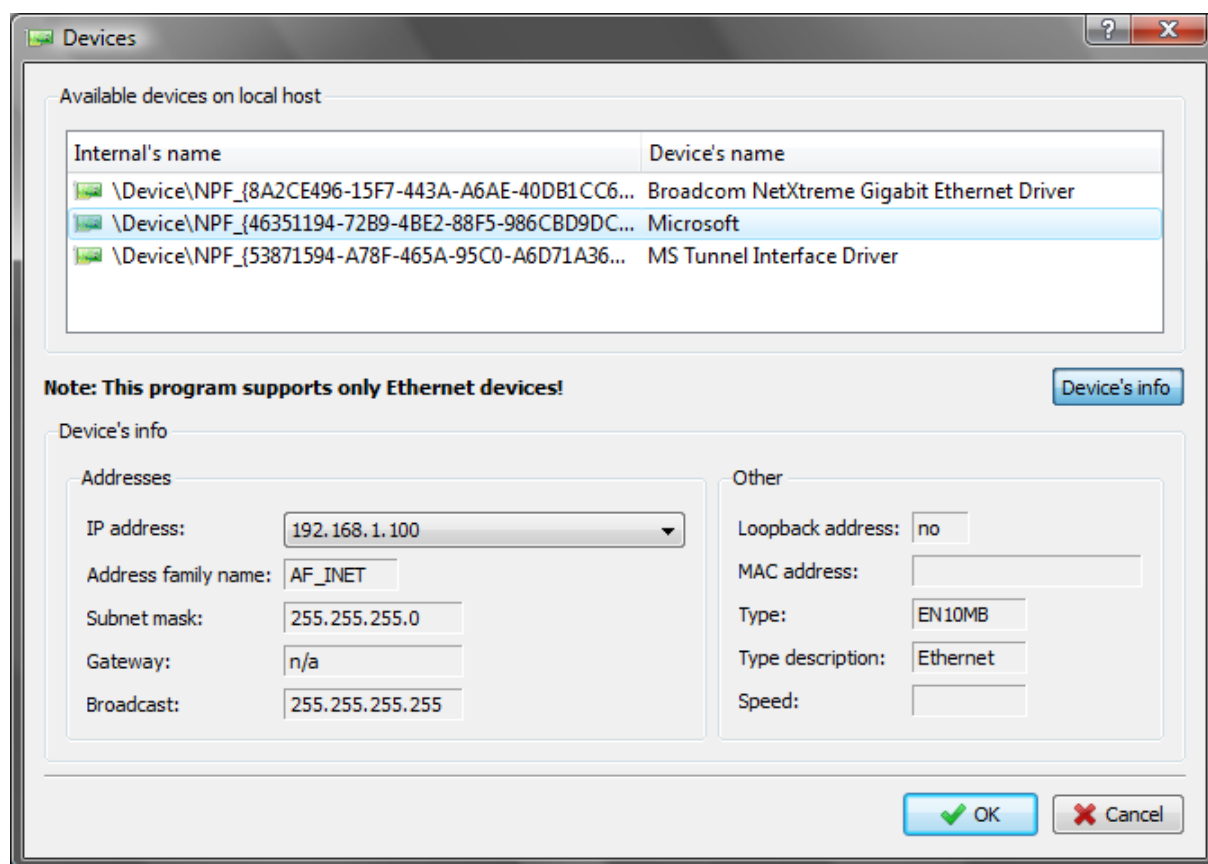 Devices
Available devices on local host
Internal's name Device's name
\Device\NPF_{8A2CE496-15F7-443A-A6AE-40DB1CC6... Broadcom NetXtreme Gigabit Ethernet Driver
\Device\NPF_{46351194-72B9-4BE2-88F5-986CBD9DC... Microsoft
\Device\NPF_{53871594-A78F-465A-95C0-A6D71A36... MS Tunnel Interface Driver
Note: This program supports only Ethernet devices! Device's info
Device's info
Addresses
IP address: 192.168.1.100
Address family name: AF_INET
Subnet mask: 255.255.255.0
Gateway: n/a
Broadcast: 255.255.255.255
Other
Loopback address: no
MAC address:
Type: EN10MB
Type description: Ethernet
Speed:
OK Cancel